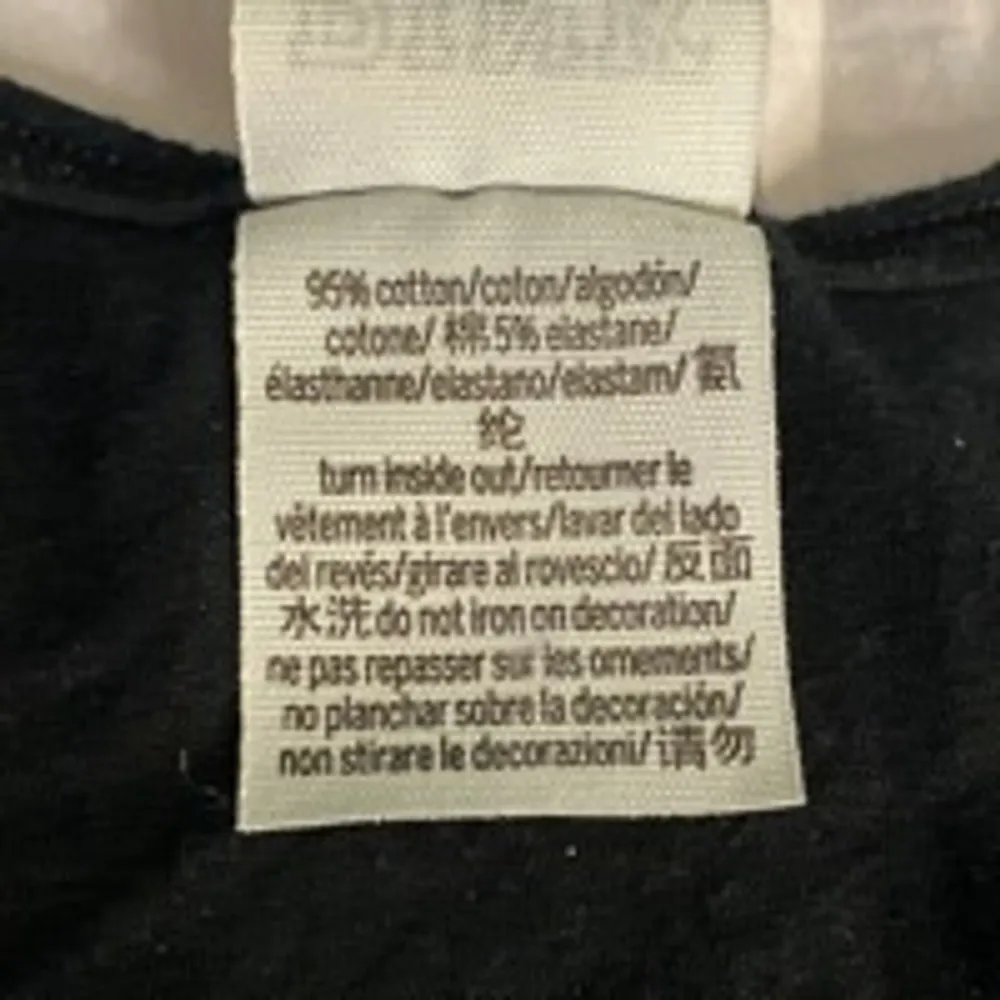 95% cotton/coton/algodón/
cotone/ 棉 5% elastane/
élasthanne/elastano/elastam/ 氨
纶
turn inside out/retourner le
vêtement à l'envers/lavar del lado
del revés/girare al rovescio/ 反面
水洗 do not iron on decoration/
ne pas repasser sur les ornements/
no planchar sobre la decoración/
non stirare le decorazioni/ 请勿